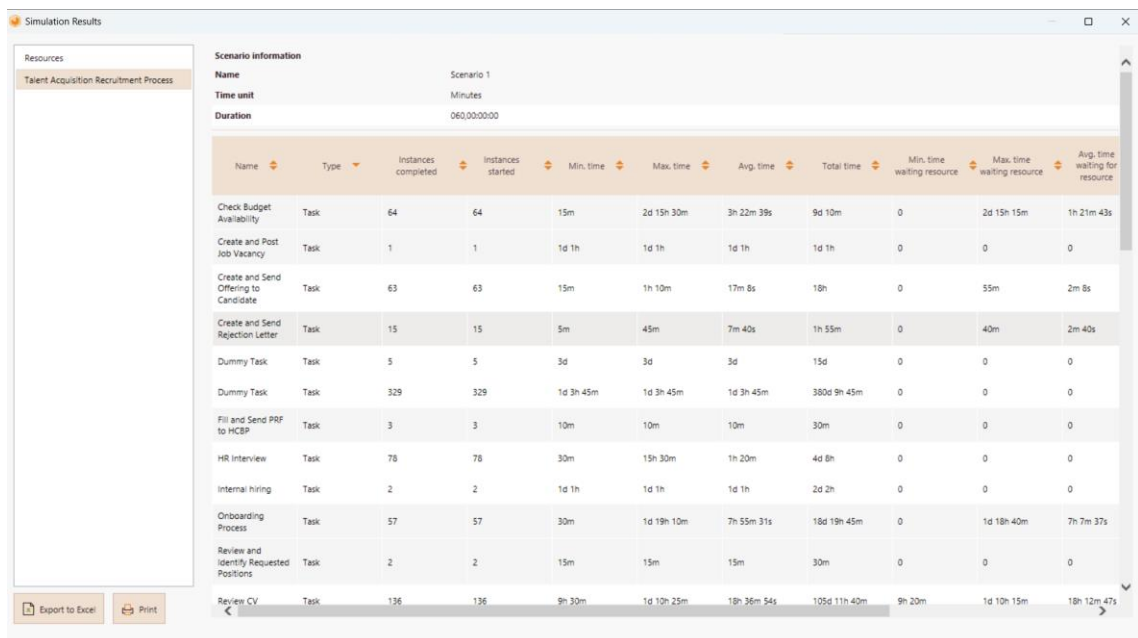 Simulation Results
Resources
Talent Acquisition Recruitment Process
Scenario information
Name Scenario 1
Time unit Minutes
Duration 060,00:00:00
Name Type Instances completed Instances started Min. time Max. time Avg. time Total time Min. time waiting resource Max. time waiting resource Avg. time waiting for resource
Check Budget Availability Task 64 64 15m 2d 15h 30m 3h 22m 39s 9d 10m 0 2d 15h 15m 1h 21m 43s
Create and Post Job Vacancy Task 1 1 1d 1h 1d 1h 1d 1h 1d 1h 0 0 0
Create and Send Offering to Candidate Task 63 63 15m 1h 10m 17m 8s 18h 0 55m 2m 8s
Create and Send Rejection Letter Task 15 15 5m 45m 7m 40s 1h 55m 0 40m 2m 40s
Dummy Task Task 5 5 3d 3d 3d 15d 0 0 0
Dummy Task Task 329 329 1d 3h 45m 1d 3h 45m 1d 3h 45m 380d 9h 45m 0 0 0
Fill and Send PRF to HCBP Task 3 3 10m 10m 10m 30m 0 0 0
HR Interview Task 78 78 30m 15h 30m 1h 20m 4d 8h 0 0 0
Internal hiring Task 2 2 1d 1h 1d 1h 1d 1h 2d 2h 0 0 0
Onboarding Process Task 57 57 30m 1d 19h 10m 7h 55m 31s 18d 19h 45m 0 1d 18h 40m 7h 7m 37s
Review and Identify Requested Positions Task 2 2 15m 15m 15m 30m 0 0 0
Review CV Task 136 136 9h 30m 1d 10h 25m 18h 36m 54s 105d 11h 40m 9h 20m 1d 10h 15m 18h 12m 47s
Export to Excel
Print